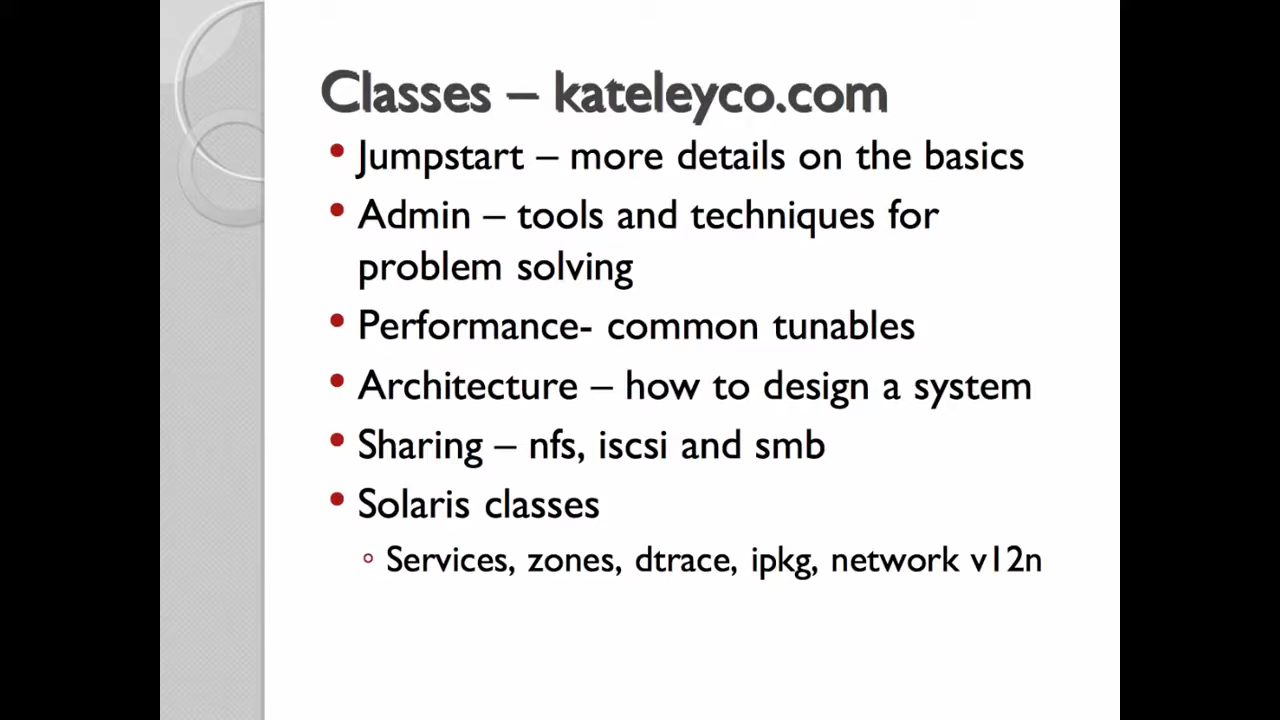 Classes – kateleyco.com
• Jumpstart – more details on the basics
• Admin – tools and techniques for
problem solving
• Performance- common tunables
• Architecture – how to design a system
• Sharing – nfs, iscsi and smb
• Solaris classes
◦ Services, zones, dtrace, ipkg, network v12n